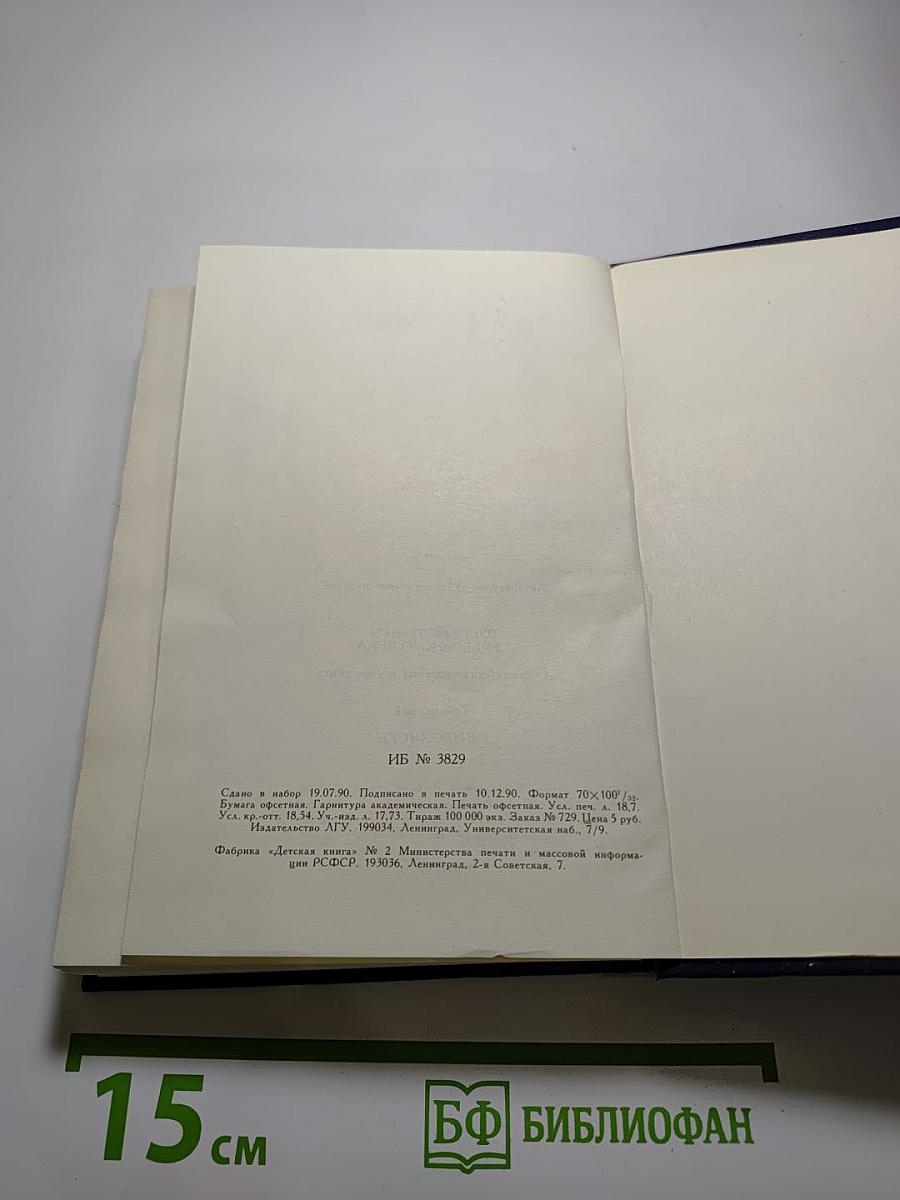 ИБ № 3829
Сдано в набор 19.07.90. Подписано в печать 10.12.90. Формат 70×100¹/₃₂.
Бумага офсетная. Гарнитура академическая. Печать офсетная. Усл. печ. л. 18,7.
Усл. кр.-отт. 18,54. Уч.-изд. л. 17,73. Тираж 100 000 экз. Заказ № 729. Цена 5 руб.
Издательство ЛГУ. 199034, Ленинград, Университетская наб., 7/9.
Фабрика «Детская книга» № 2 Министерства печати и массовой информа-
ции РСФСР. 193036, Ленинград, 2-я Советская, 7.
15 см
БФ БИБЛИОФАН